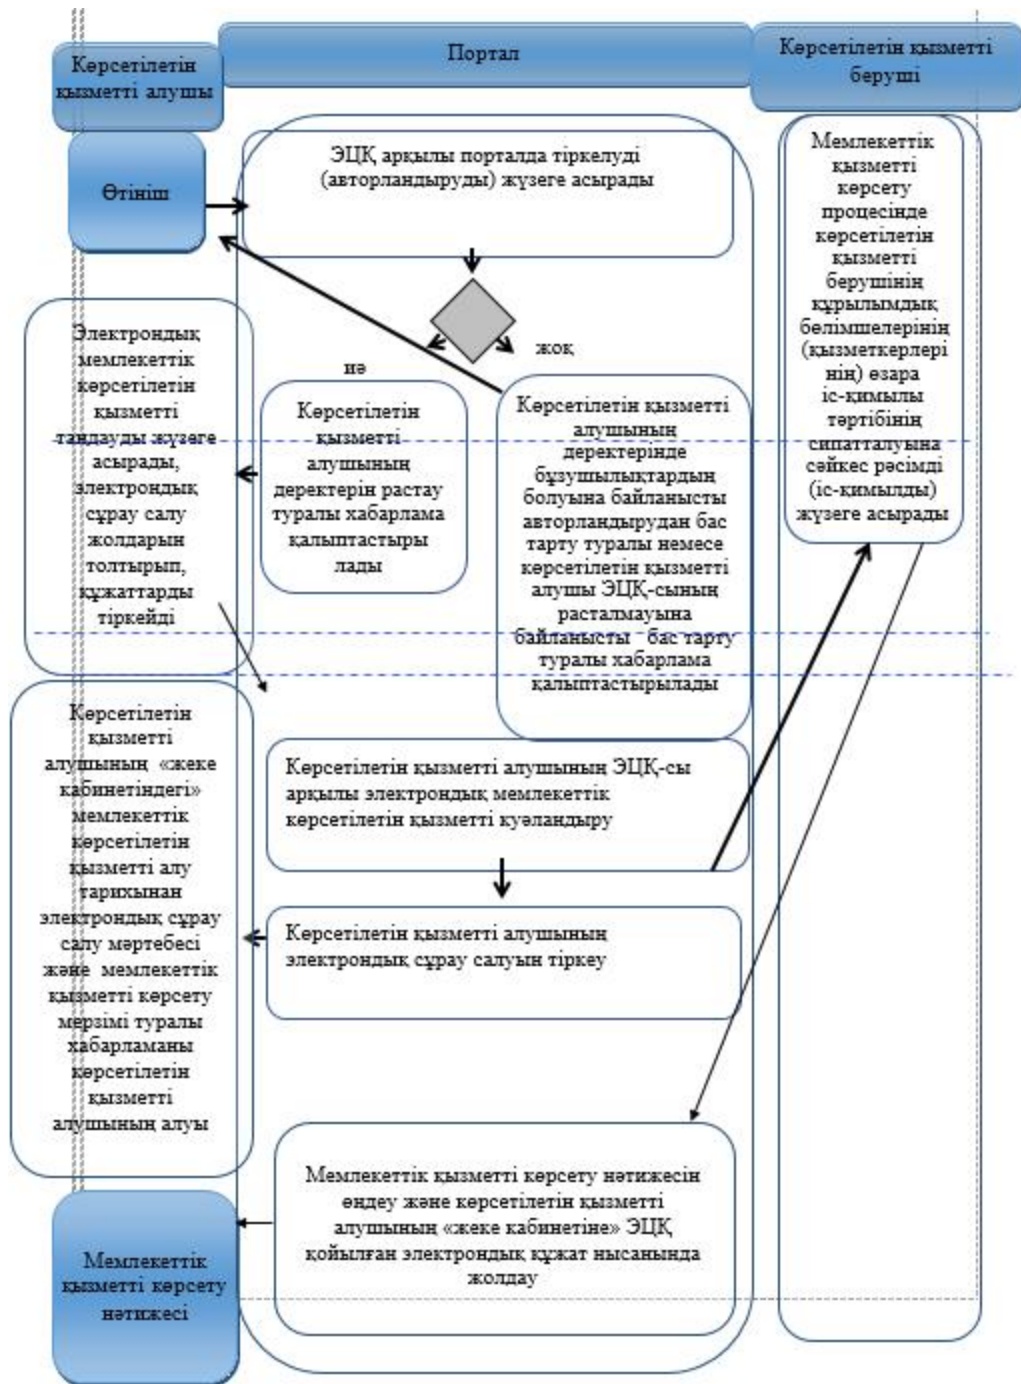 Көрсетілетін
қызметті алушы
Портал
Көрсетілетін қызметті
беруші
Өтініш
ЭЦҚ арқылы порталда тіркелуді
(авторландыруды) жүзеге асырады
Мемлекеттік
қызметті
көрсету
процесінде
көрсетілетін
қызметті
берушінің
құрылымдық
бөлімшелерінің
(қызметкерлері
нің) өзара
іс-қимылы
тәртібінің
сипатталуына
сәйкес рәсімді
(іс-қимылды)
жүзеге асырады
жоқ
иә
Электрондық
мемлекеттік
көрсетілетін
қызметті
таңдауды жүзеге
асырады,
электрондық
сұрау салу
жолдарын
толтырып,
құжаттарды
тіркейді
Көрсетілетін
қызметті
алушының
деректерін растау
туралы хабарлама
қалыптастыры
лады
Көрсетілетін қызметті
алушының
деректерінде
бұзушылықтардың
болуына байланысты
авторландырудан бас
тарту туралы немесе
көрсетілетін қызметті
алушы ЭЦҚ-сының
расталмауына
байланысты бас тарту
туралы хабарлама
қалыптастырылады
Көрсетілетін
қызметті
алушының «жеке
кабинетіндегі»
мемлекеттік
көрсетілетін
қызметті алу
тарихынан
электрондық сұрау
салу мәртебесі
және мемлекеттік
қызметті көрсету
мерзімі туралы
хабарламаны
көрсетілетін
қызметті
алушының алуы
Көрсетілетін қызметті алушының ЭЦҚ-сы
арқылы электрондық мемлекеттік
көрсетілетін қызметті куәландыру
Көрсетілетін қызметті алушының
электрондық сұрау салуын тіркеу
Мемлекеттік қызметті көрсету нәтижесін
өңдеу және көрсетілетін қызметті
алушының «жеке кабинетіне» ЭЦҚ
қойылған электрондық құжат нысанында
жолдау
Мемлекеттік
қызметті көрсету
нәтижесі